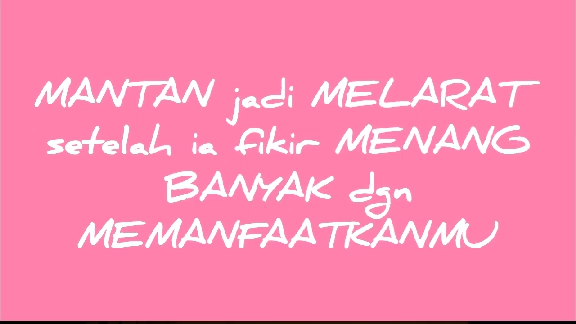 MANTAN jadi MELARAT
setelah ia fikir MENANG
BANYAK dgn
MEMANFAATKANMU